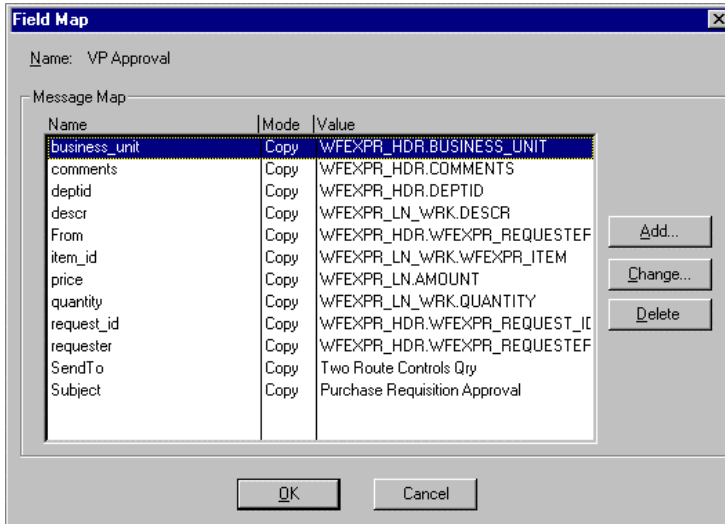 Field Map
Name: VP Approval
Message Map
Name Mode Value
business_unit Copy WFEXPR_HDR.BUSINESS_UNIT
comments Copy WFEXPR_HDR.COMMENTS
deptid Copy WFEXPR_HDR.DEPTID
descr Copy WFEXPR_LN_WRK.DESCR
From Copy WFEXPR_HDR.WFEXPR_REQUESTER
item_id Copy WFEXPR_LN_WRK.WFEXPR_ITEM
price Copy WFEXPR_LN.AMOUNT
quantity Copy WFEXPR_LN_WRK.QUANTITY
request_id Copy WFEXPR_HDR.WFEXPR_REQUEST_ID
requester Copy WFEXPR_HDR.WFEXPR_REQUESTER
SendTo Copy Two Route Controls Qry
Subject Copy Purchase Requisition Approval
Add...
Change...
Delete
OK Cancel